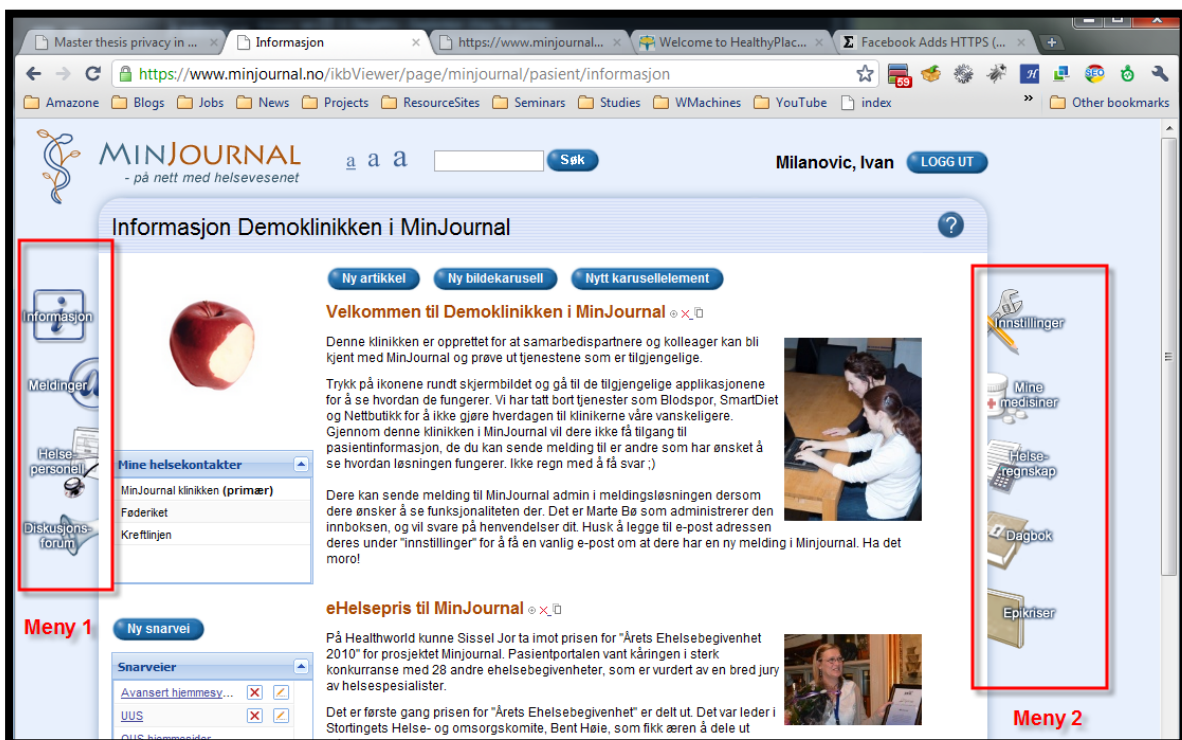 Master thesis privacy in ...
Informasjon
https://www.minjournal...
Welcome to HealthyPlac...
Facebook Adds HTTPS (...
https://www.minjournal.no/ikbViewer/page/minjournal/pasient/informasjon
59
SEO
Amazone
Blogs
Jobs
News
Projects
ResourceSites
Seminars
Studies
WMachines
YouTube
index
»
Other bookmarks
MINJOURNAL
- på nett med helsevesenet
a a a
Søk
Milanovic, Ivan
LOGG UT
Informasjon Demoklinikken i MinJournal
?
Informasjon
Meldinger
Helse-
personell
Diskusjons-
forum
Meny 1
Mine helsekontakter
MinJournal klinikken (primær)
Føderiket
Kreftlinjen
Ny snarvei
Snarveier
Avansert hjemmesy...
UUS
OUS hjemmesider
Ny artikkel
Ny bildekarusell
Nytt karusellelement
Velkommen til Demoklinikken i MinJournal
Denne klinikken er opprettet for at samarbedispartnere og kolleager kan bli
kjent med MinJournal og prøve ut tjenestene som er tilgjengelige.
Trykk på ikonene rundt skjermbildet og gå til de tilgjengelige applikasjonene
for å se hvordan de fungerer. Vi har tatt bort tjenester som Blodspor, SmartDiet
og Nettbutikk for å ikke gjøre hverdagen til klinikerne våre vanskeligere.
Gjennom denne klinikken i MinJournal vil dere ikke få tilgang til
pasientinformasjon, de du kan sende melding til er andre som har ønsket å
se hvordan løsningen fungerer. Ikke regn med å få svar ;)
Dere kan sende melding til MinJournal admin i meldingsløsningen dersom
dere ønsker å se funksjonaliteten der. Det er Marte Bø som administrerer den
innboksen, og vil svare på henvendelser dit. Husk å legge til e-post adressen
deres under "innstillinger" for å få en vanlig e-post om at dere har en ny melding i Minjournal. Ha det
moro!
eHelsepris til MinJournal
På Healthworld kunne Sissel Jor ta imot prisen for "Årets Ehelsebegivenhet
2010" for prosjektet Minjournal. Pasientportalen vant kåringen i sterk
konkurranse med 28 andre ehelsebegivenheter, som er vurdert av en bred jury
av helsespesialister.
Det er første gang prisen for "Årets Ehelsebegivenhet" er delt ut. Det var leder i
Stortingets Helse- og omsorgskomite, Bent Høie, som fikk æren å dele ut
Innstillinger
Mine
medisiner
Helse-
regnskap
Dagbok
Epikriser
Meny 2